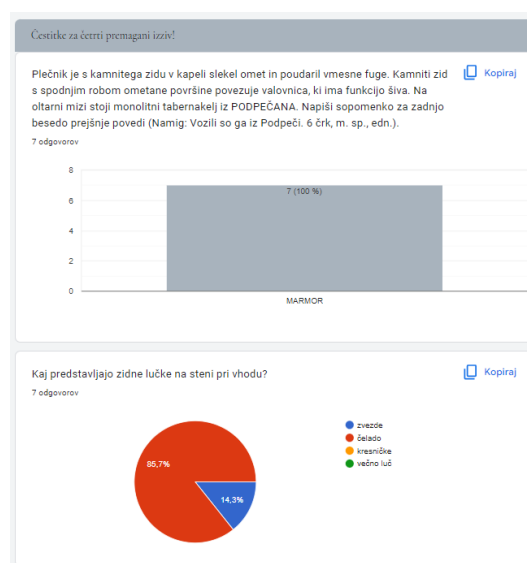 Čestitke za četrti premagani izziv!
Plečnik je s kamnitega zidu v kapeli slekel omet in poudaril vmesne fuge. Kamniti zid
s spodnjim robom ometane površine povezuje valovnica, ki ima funkcijo šiva. Na
oltarni mizi stoji monolitni tabernakelj iz PODPEČANA. Napiši sopomenko za zadnjo
besedo prejšnje povedi (Namig: Vozili so ga iz Podpeči. 6 črk, m. sp., edn.).
Kopiraj
7 odgovorov
8
6
4
2
0
7 (100 %)
MARMOR
Kaj predstavljajo zidne lučke na steni pri vhodu?
Kopiraj
7 odgovorov
85,7%
14,3%
zvezde
čelado
kresničke
večno luč